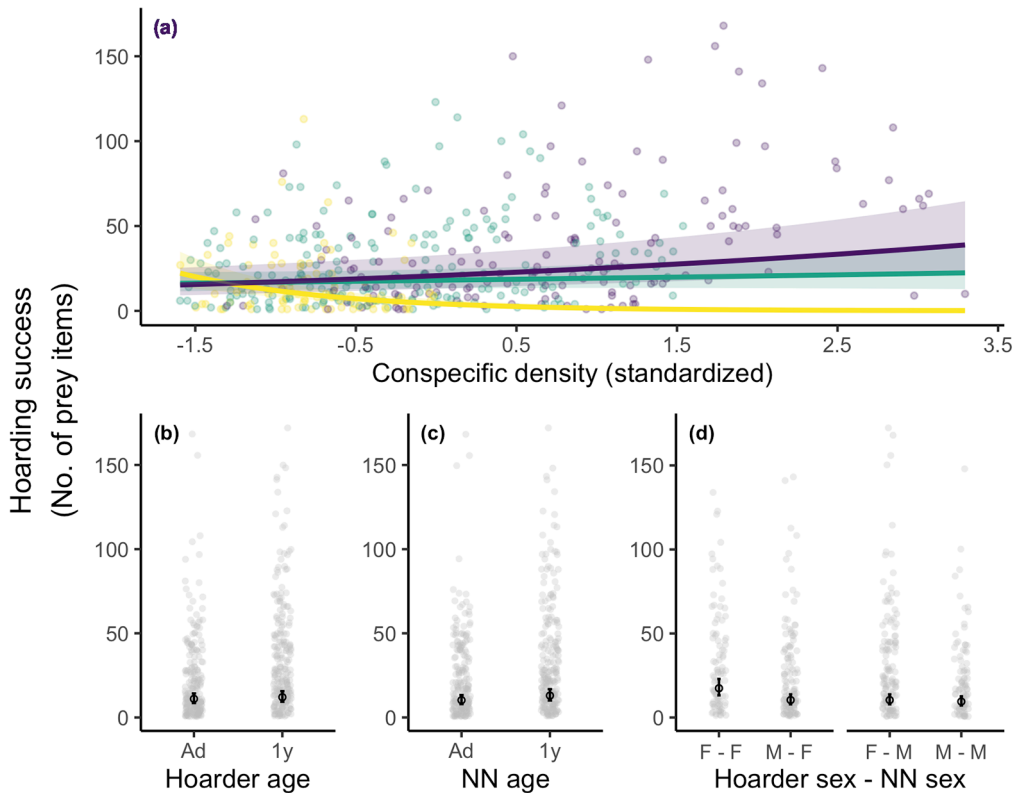 (a)
150
100
50
0
-1.5 -0.5 0.5 1.5 2.5 3.5
Conspecific density (standardized)
Hoarding success
(No. of prey items)
(b) (c) (d)
150 150 150
100 100 100
50 50 50
0 0 0
Ad 1y Ad 1y F - F M - F F - M M - M
Hoarder age NN age Hoarder sex - NN sex